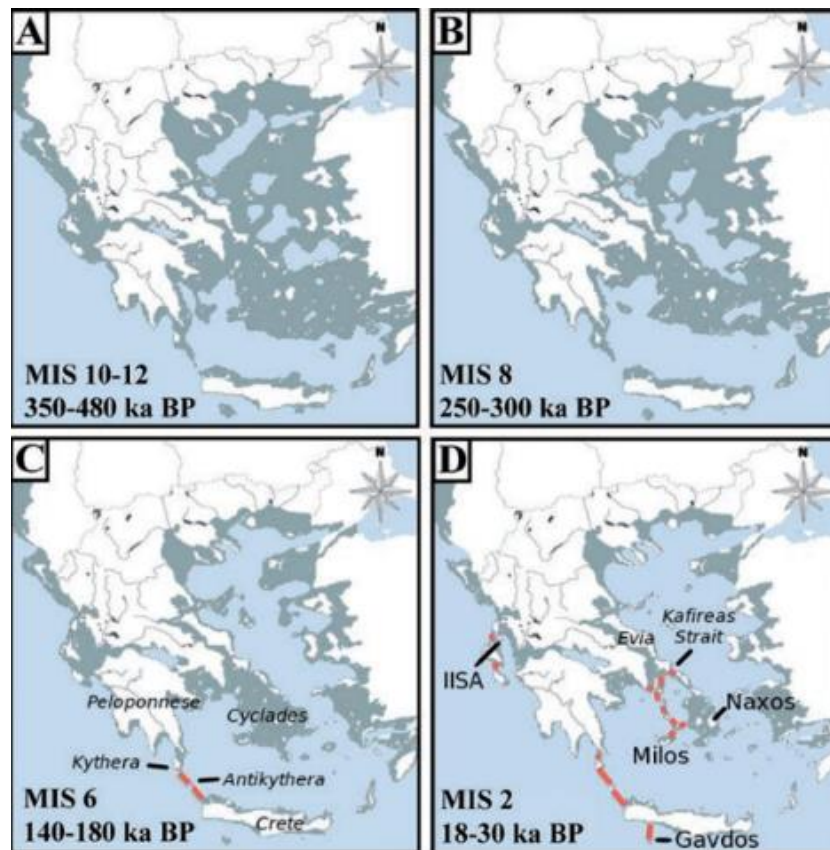 A
N
MIS 10-12
350-480 ka BP
B
N
MIS 8
250-300 ka BP
C
N
Peloponnese
Cyclades
Kythera
Antikythera
MIS 6
Crete
140-180 ka BP
D
N
Evia
Kafireas
Strait
IISA
Naxos
Milos
MIS 2
18-30 ka BP
Gavdos